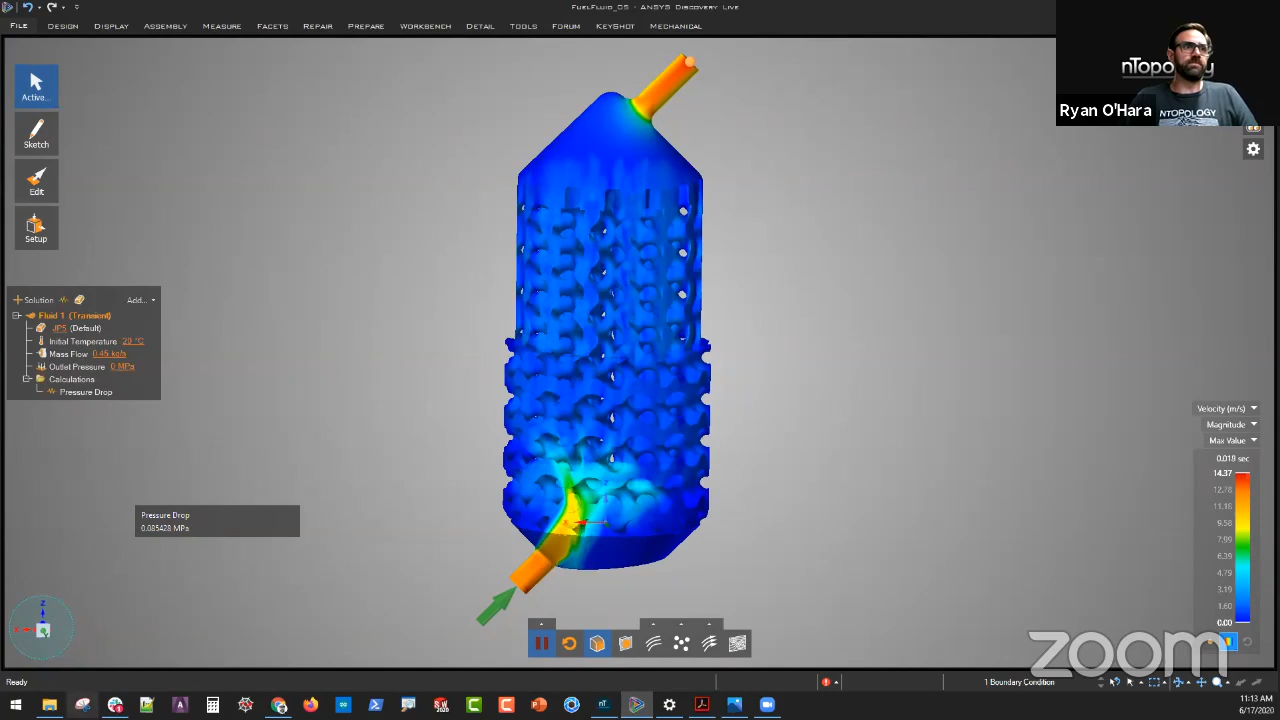 FuelFluid_CS - ANSYS Discovery Live
File Design Display Assembly Measure Facets Repair Prepare Workbench Detail Tools Forum KeyShot Mechanical
nTopology
NTOPOLOGY
Ryan O'Hara
Active...
Sketch
Edit
Setup
Solution Add...
Fluid 1 (Transient)
JP5 (Default)
Initial Temperature 20 °C
Mass Flow 0.45 kg/s
Outlet Pressure 0 MPa
Calculations
Pressure Drop
Pressure Drop
0.085428 MPa
Z
X
Velocity (m/s)
Magnitude
Max Value
0.019 sec
14.37
12.78
11.18
9.58
7.99
6.39
4.79
3.19
1.60
0.00
zoom
Ready
1 Boundary Condition
11:13 AM
6/17/2020